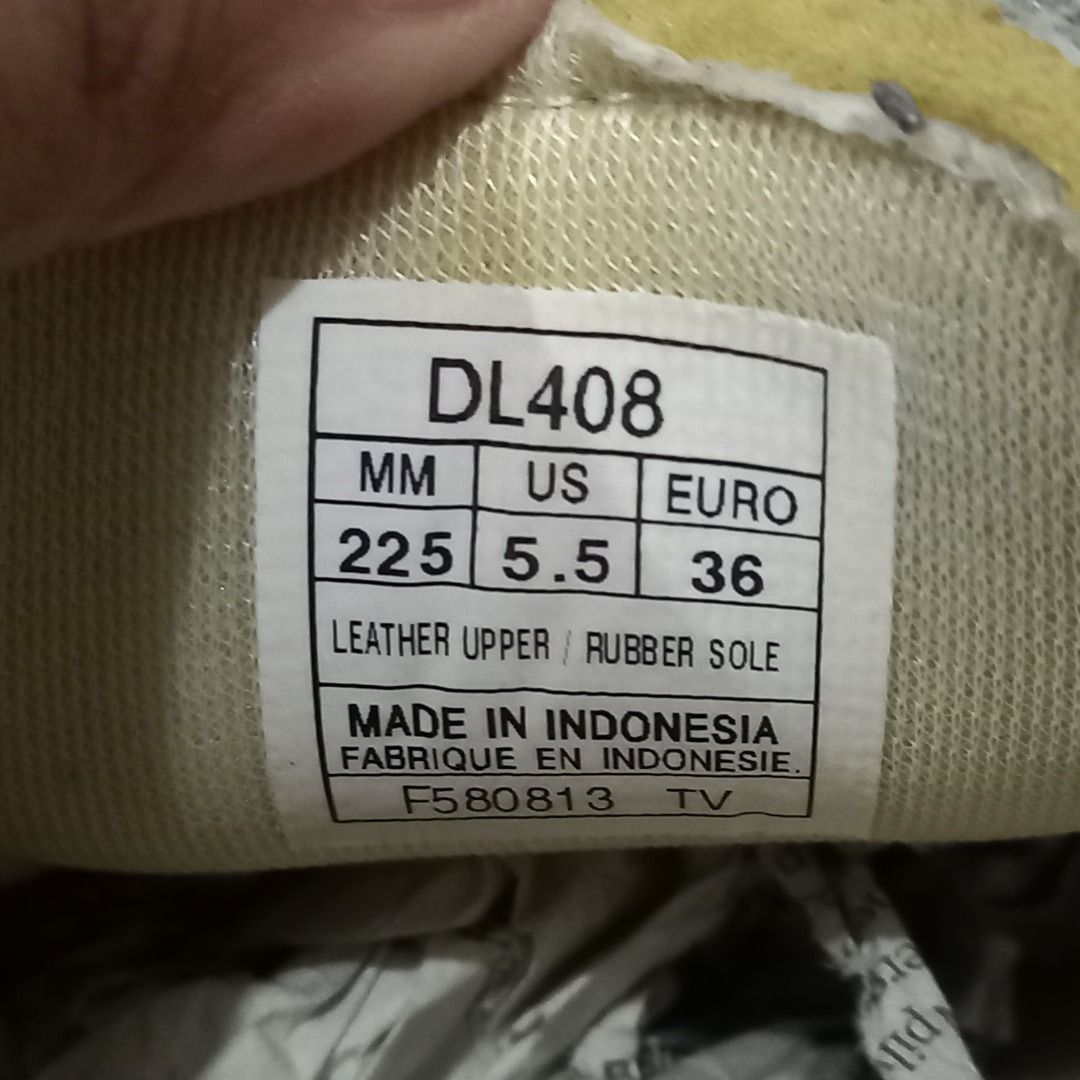 DL408
MM US EURO
225 5.5 36
LEATHER UPPER / RUBBER SOLE
MADE IN INDONESIA
FABRIQUE EN INDONESIE.
F580813 TV